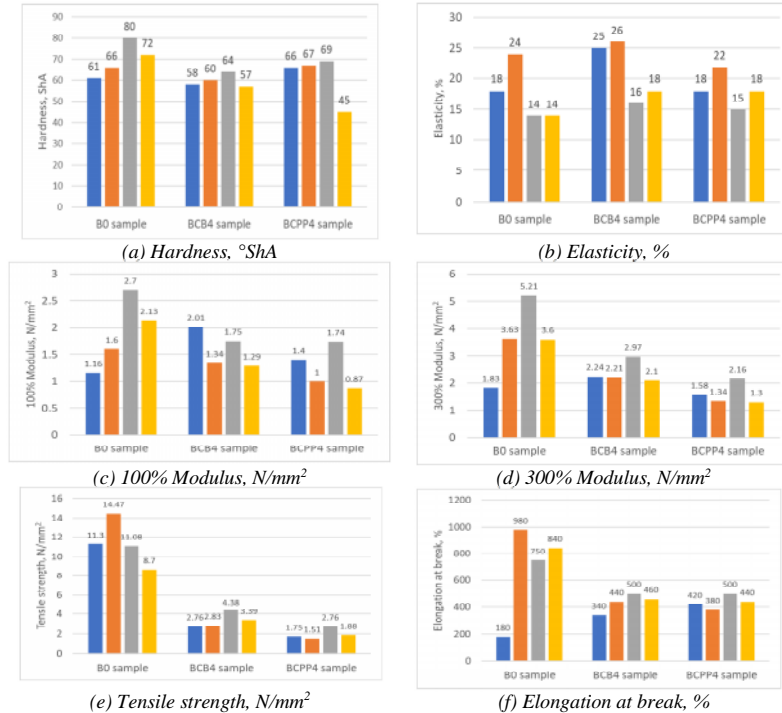 Hardness, ShA
90
80
70
60
50
40
30
20
10
0
61 66 80 72
58 60 64 57
66 67 69 45
B0 sample BCB4 sample BCPP4 sample
(a) Hardness, °ShA
Elasticity, %
30
25
20
15
10
5
0
18 24 14 14
25 26 16 18
18 22 15 18
B0 sample BCB4 sample BCPP4 sample
(b) Elasticity, %
100% Modulus, N/mm²
3
2.5
2
1.5
1
0.5
0
1.16 1.6 2.7 2.13
2.01 1.34 1.75 1.29
1.4 1 1.74 0.87
B0 sample BCB4 sample BCPP4 sample
(c) 100% Modulus, N/mm²
300% Modulus, N/mm²
6
5
4
3
2
1
0
1.83 3.63 5.21 3.6
2.24 2.21 2.97 2.1
1.58 1.34 2.16 1.3
B0 sample BCB4 sample BCPP4 sample
(d) 300% Modulus, N/mm²
Tensile strength, N/mm²
16
14
12
10
8
6
4
2
0
11.3 14.47 11.08 8.7
2.76 2.83 4.38 3.39
1.75 1.51 2.76 1.88
B0 sample BCB4 sample BCPP4 sample
(e) Tensile strength, N/mm²
Elongation at break, %
1200
1000
800
600
400
200
0
180 980 750 840
340 440 500 460
420 380 500 440
B0 sample BCB4 sample BCPP4 sample
(f) Elongation at break, %